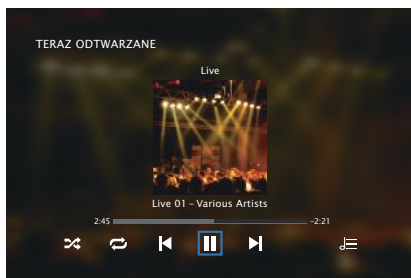 TERAZ ODTWARZANE
Live
Live 01 – Various Artists
2:45 -2:21